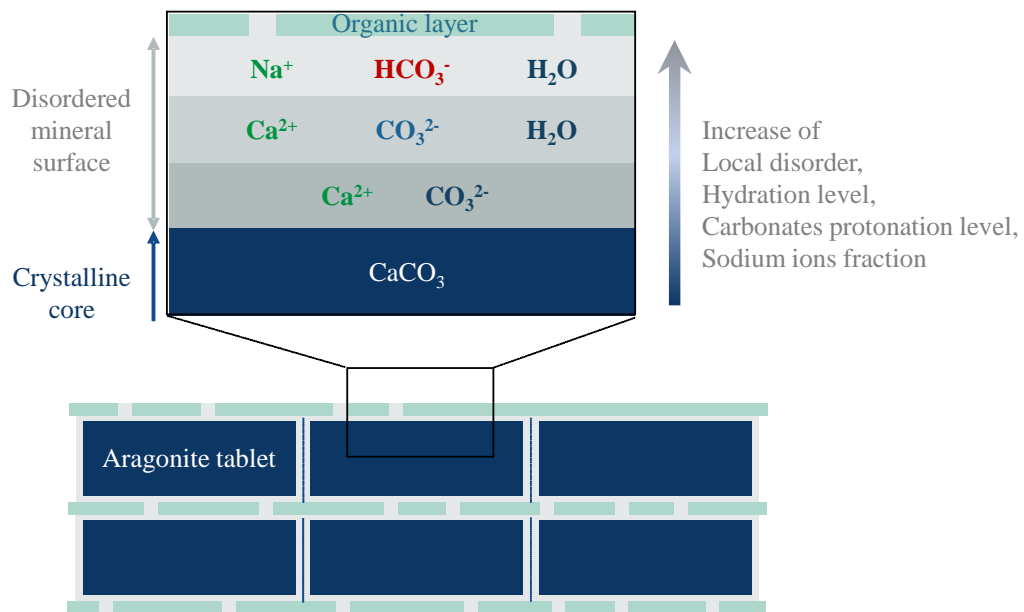 Organic layer
Na⁺ HCO₃⁻ H₂O
Ca²⁺ CO₃²⁻ H₂O
Ca²⁺ CO₃²⁻
CaCO₃
Disordered
mineral
surface
Crystalline
core
Increase of
Local disorder,
Hydration level,
Carbonates protonation level,
Sodium ions fraction
Aragonite tablet